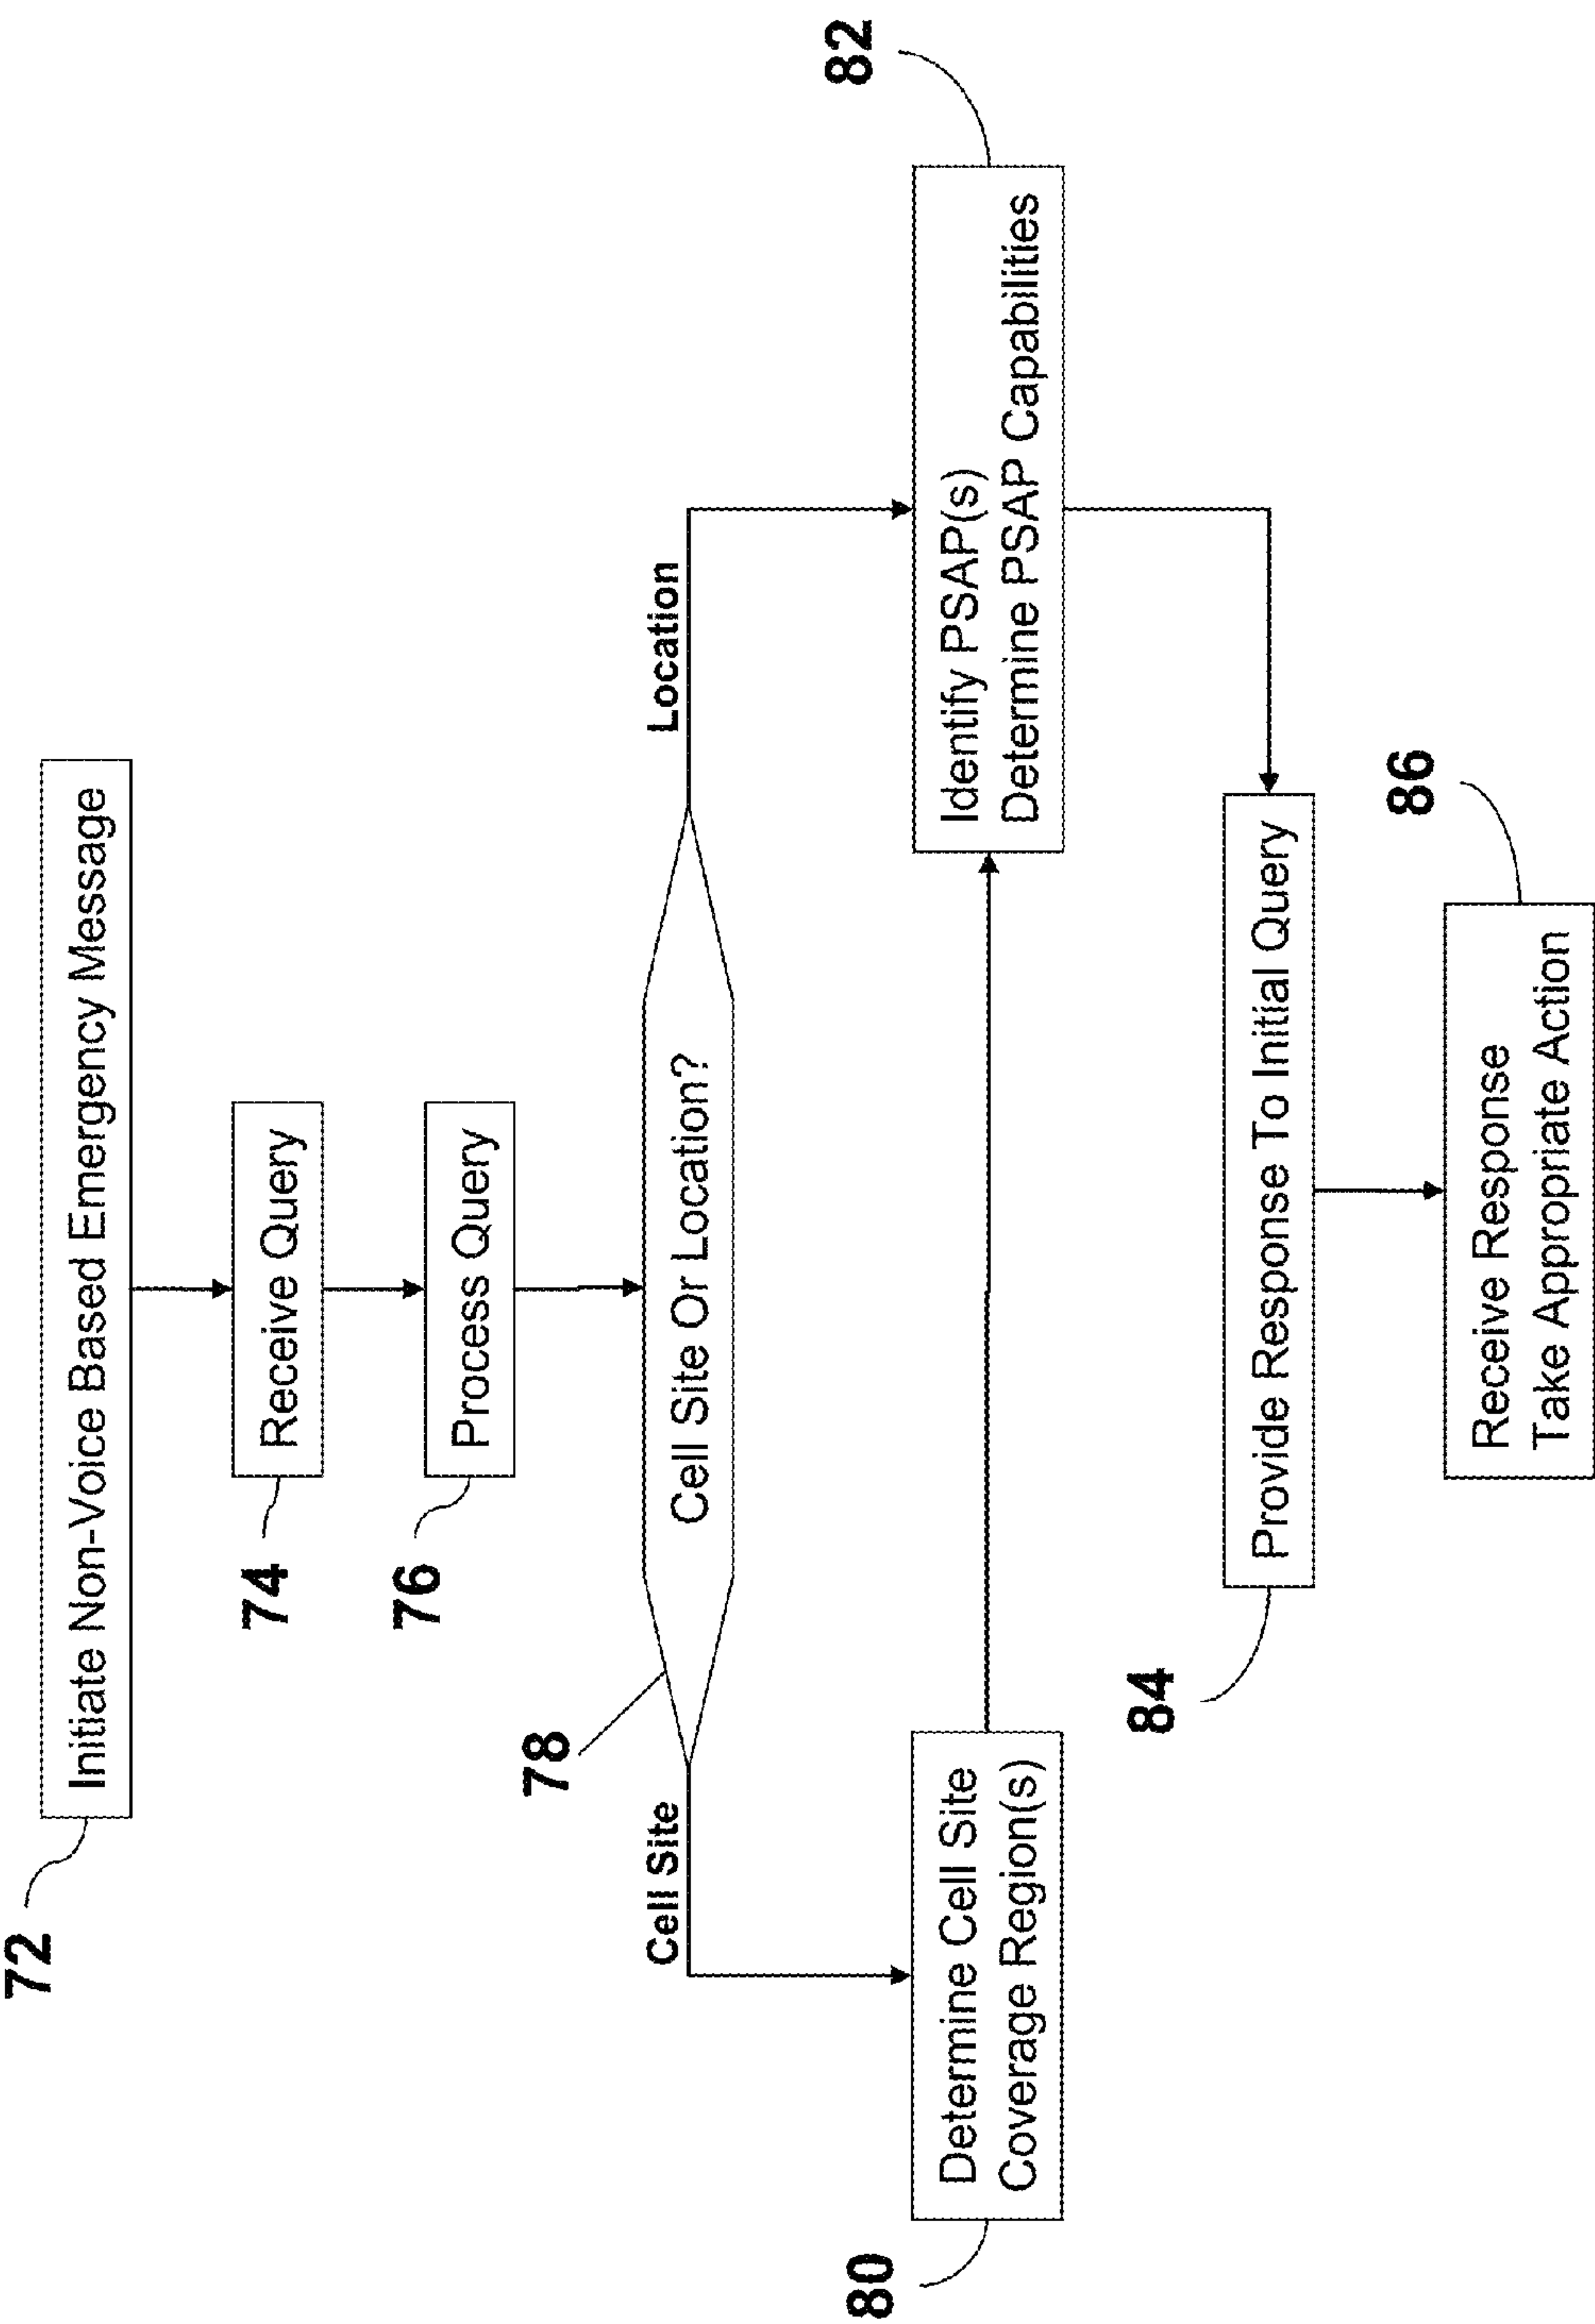 72
Initiate Non-Voice Based Emergency Message
74
Receive Query
76
Process Query
78
Cell Site Or Location?
Cell Site
Location
80
Determine Cell Site
Coverage Region(s)
82
Identify PSAP(s)
Determine PSAP Capabilities
84
Provide Response To Initial Query
86
Receive Response
Take Appropriate Action